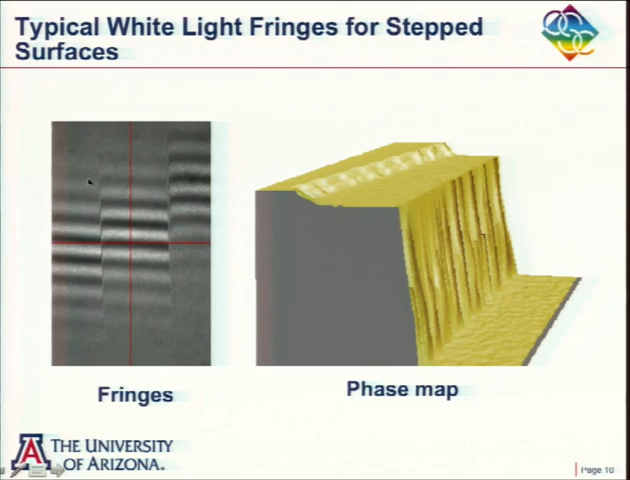 Typical White Light Fringes for Stepped
Surfaces
Fringes
Phase map
A
THE UNIVERSITY
OF ARIZONA.
Page 10